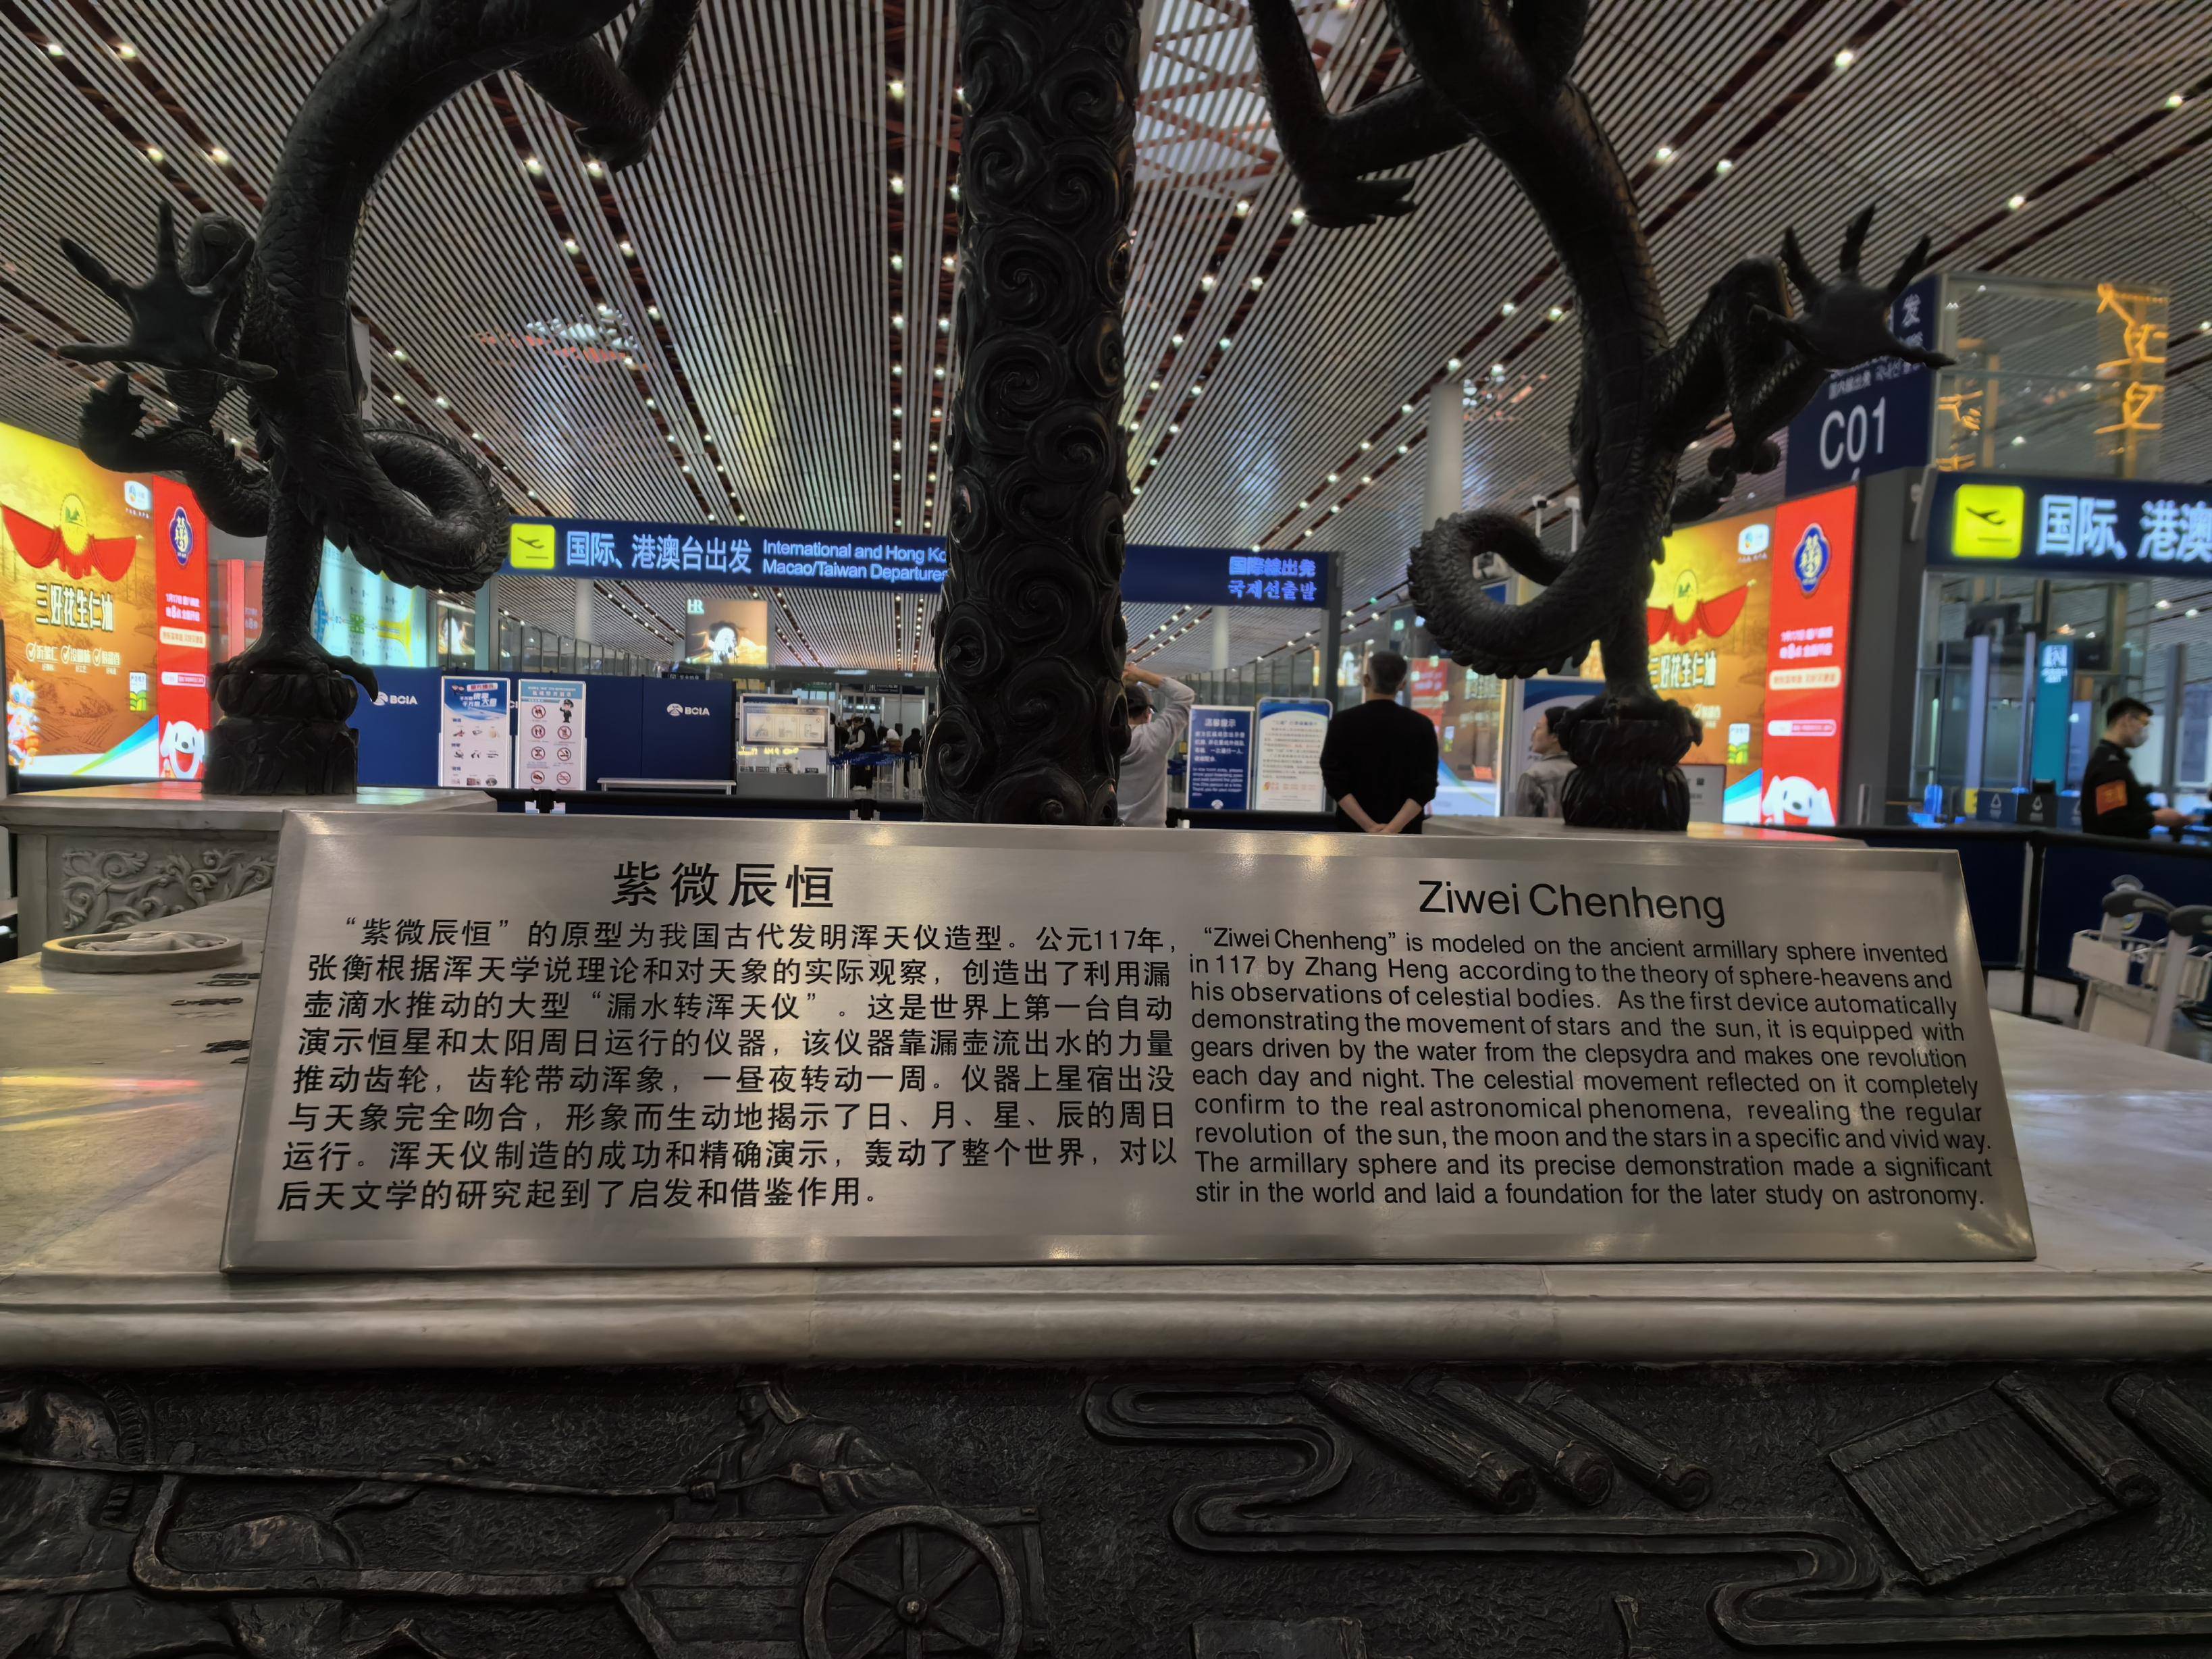 发
C01
国际、港澳台出发
International and Hong Ko
Macao/Taiwan Departures
国際線出発
국제선출발
国际、港澳
三好花生仁油
三好花生仁油
HR
BCIA
BCIA
温馨提示
紫微辰恒
“紫微辰恒”的原型为我国古代发明浑天仪造型。公元117年，
张衡根据浑天学说理论和对天象的实际观察，创造出了利用漏
壶滴水推动的大型“漏水转浑天仪”。这是世界上第一台自动
演示恒星和太阳周日运行的仪器，该仪器靠漏壶流出水的力量
推动齿轮，齿轮带动浑象，一昼夜转动一周。仪器上星宿出没
与天象完全吻合，形象而生动地揭示了日、月、星、辰的周日
运行。浑天仪制造的成功和精确演示，轰动了整个世界，对以
后天文学的研究起到了启发和借鉴作用。
Ziwei Chenheng
“Ziwei Chenheng” is modeled on the ancient armillary sphere invented
in 117 by Zhang Heng according to the theory of sphere-heavens and
his observations of celestial bodies. As the first device automatically
demonstrating the movement of stars and the sun, it is equipped with
gears driven by the water from the clepsydra and makes one revolution
each day and night. The celestial movement reflected on it completely
confirm to the real astronomical phenomena, revealing the regular
revolution of the sun, the moon and the stars in a specific and vivid way.
The armillary sphere and its precise demonstration made a significant
stir in the world and laid a foundation for the later study on astronomy.